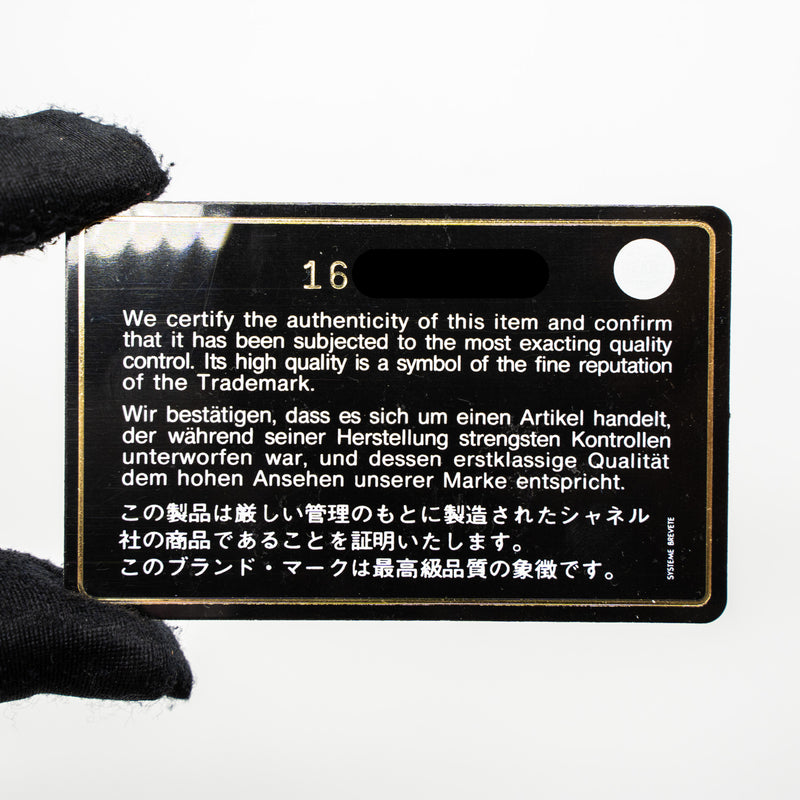 16
We certify the authenticity of this item and confirm
that it has been subjected to the most exacting quality
control. Its high quality is a symbol of the fine reputation
of the Trademark.
Wir bestätigen, dass es sich um einen Artikel handelt,
der während seiner Herstellung strengsten Kontrollen
unterworfen war, und dessen erstklassige Qualität
dem hohen Ansehen unserer Marke entspricht.
この製品は厳しい管理のもとに製造されたシャネル
社の商品であることを証明いたします。
このブランド・マークは最高級品質の象徴です。
SYSTEME BREVETE